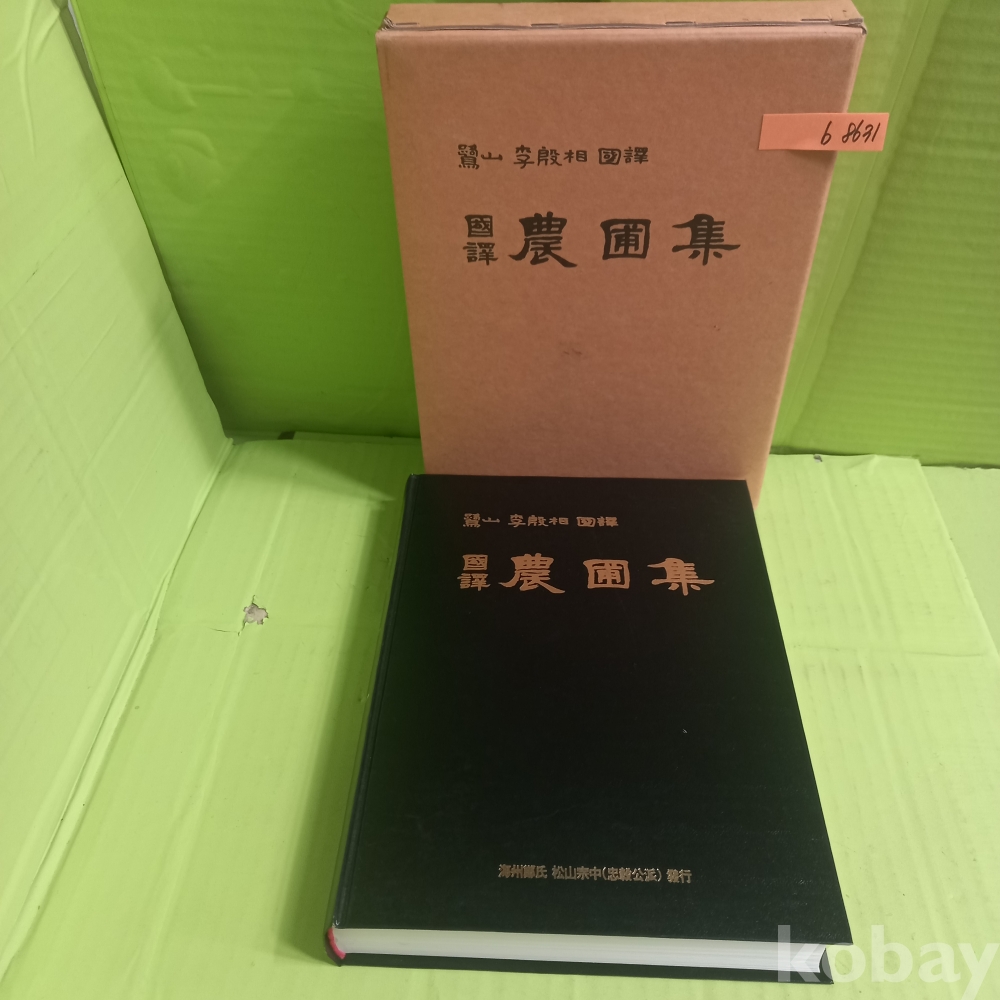 鷺山 李殷相 國譯
b 8631
國譯 農圃集
鷺山 李殷相 國譯
國譯 農圃集
海州鄭氏 松山宗中(忠毅公派) 發行
kobay